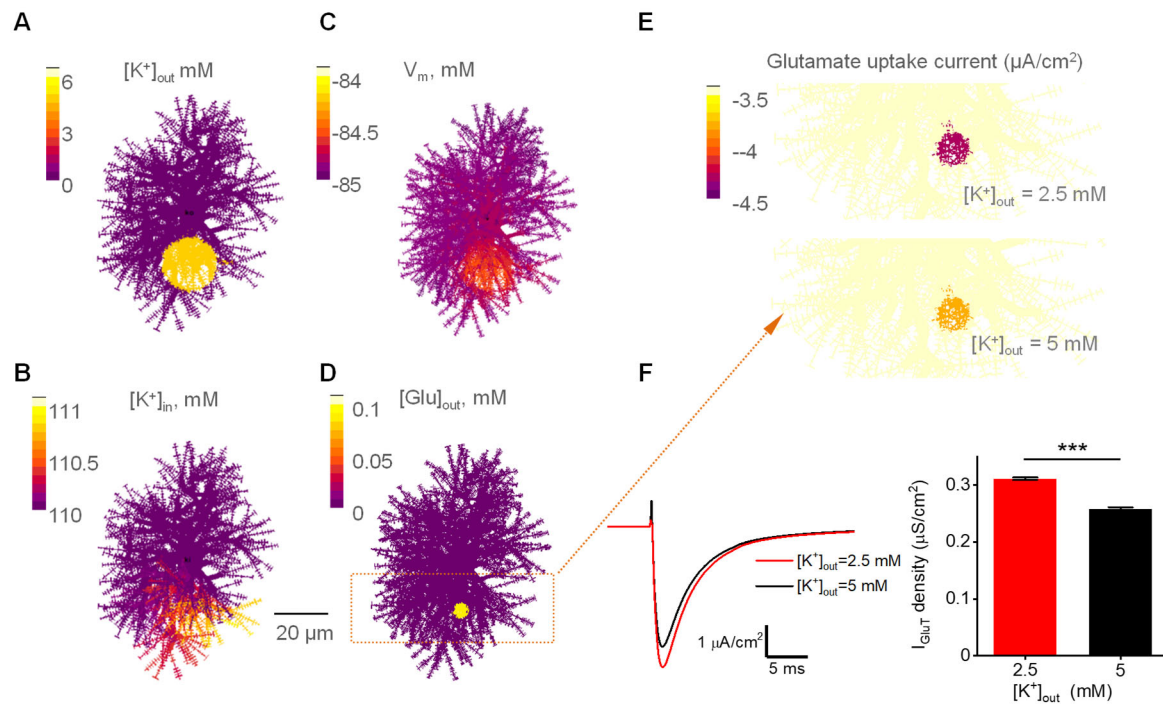 A
[K⁺]out mM
6
3
0
C
Vm, mM
-84
-84.5
-85
E
Glutamate uptake current (µA/cm²)
-3.5
-4
-4.5
[K⁺]out = 2.5 mM
[K⁺]out = 5 mM
B
[K⁺]in, mM
111
110.5
110
20 µm
D
[Glu]out, mM
0.1
0.05
0
F
[K⁺]out=2.5 mM
[K⁺]out=5 mM
1 µA/cm²
5 ms
***
0.3
0.2
0.1
0
IGluT density (µS/cm²)
2.5
5
[K⁺]out (mM)